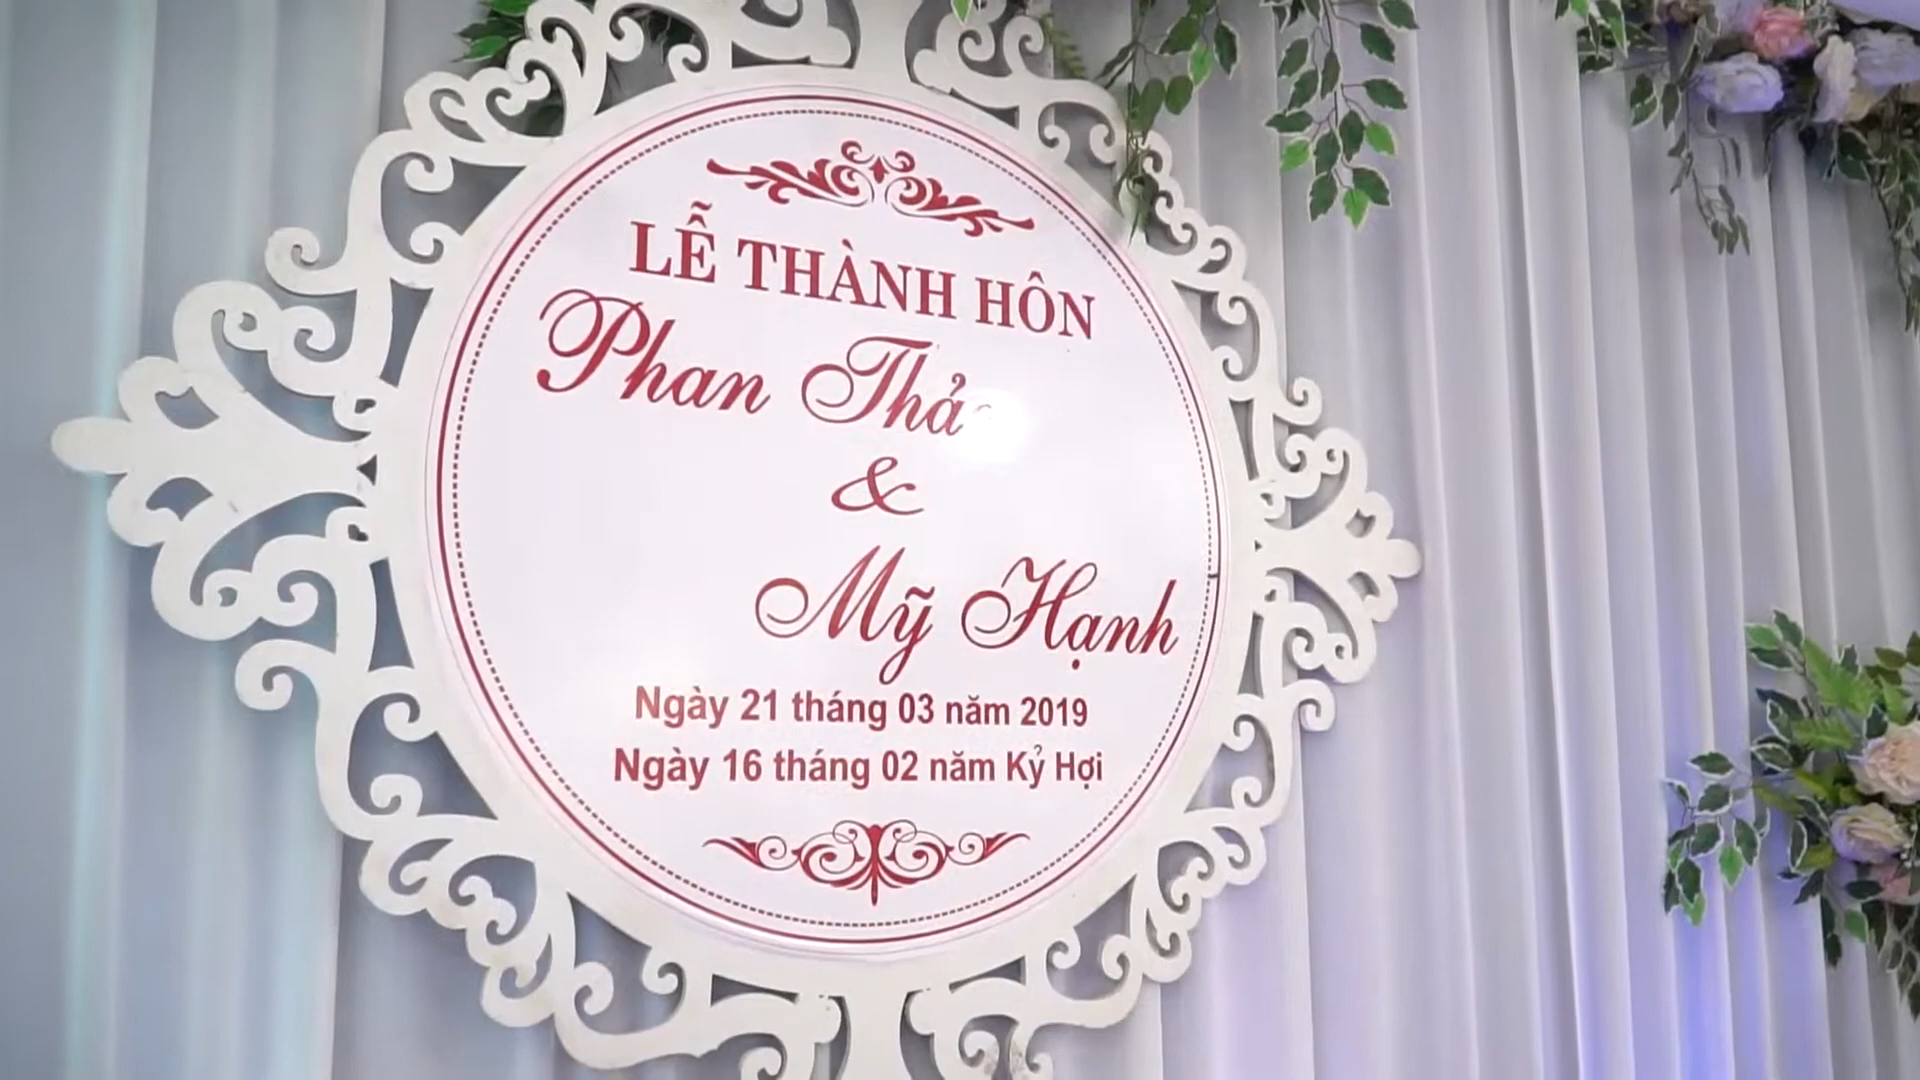 LỄ THÀNH HÔN
Phan
&
Mỹ Hạnh
Ngày 21 tháng 03 năm 2019
Ngày 16 tháng 02 năm Kỷ Hợi